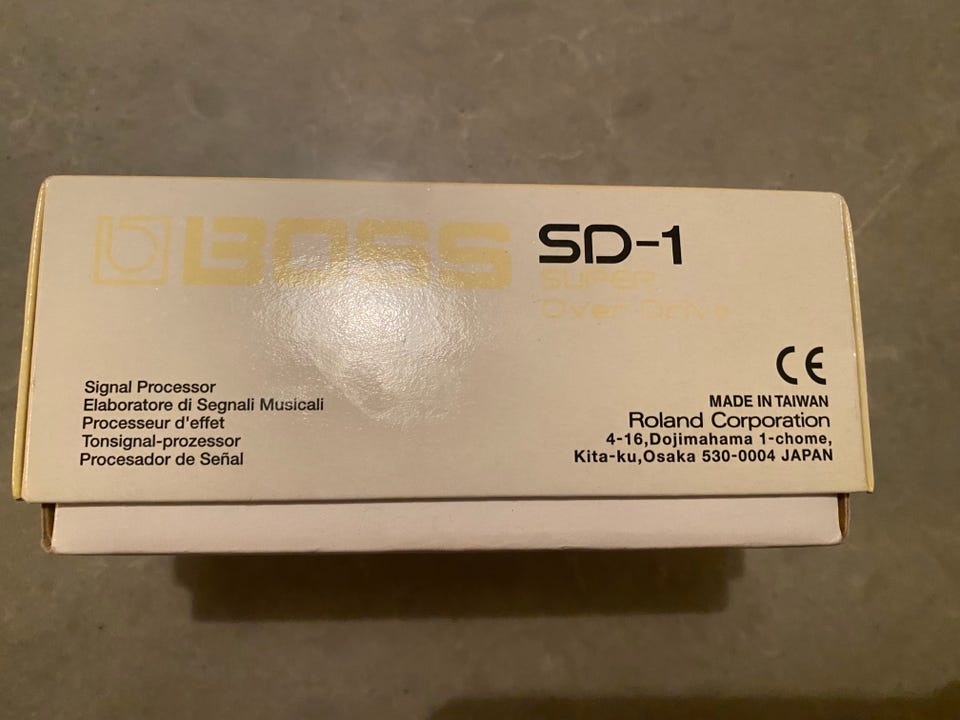 BOSS SD-1
SUPER
Over Drive
Signal Processor
Elaboratore di Segnali Musicali
Processeur d'effet
Tonsignal-prozessor
Procesador de Señal
CE
MADE IN TAIWAN
Roland Corporation
4-16,Dojimahama 1-chome,
Kita-ku,Osaka 530-0004 JAPAN